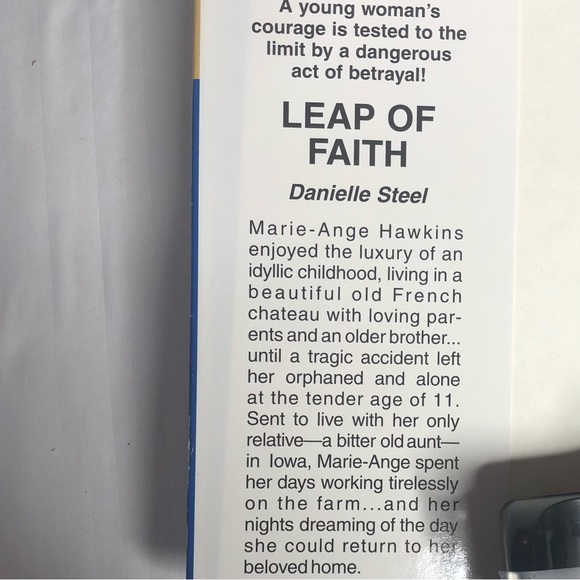 A young woman's
courage is tested to the
limit by a dangerous
act of betrayal!
LEAP OF
FAITH
Danielle Steel
Marie-Ange Hawkins
enjoyed the luxury of an
idyllic childhood, living in a
beautiful old French
chateau with loving par-
ents and an older brother...
until a tragic accident left
her orphaned and alone
at the tender age of 11.
Sent to live with her only
relative—a bitter old aunt—
in Iowa, Marie-Ange spent
her days working tirelessly
on the farm...and her
nights dreaming of the day
she could return to her
beloved home.